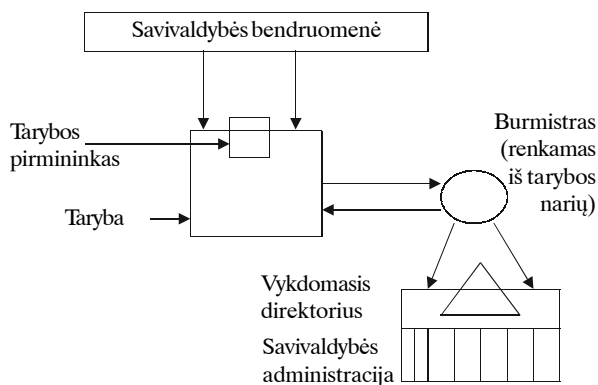 Savivaldybės bendruomenė
Tarybos
pirmininkas
Taryba
Burmistras
(renkamas
iš tarybos
narių)
Vykdomasis
direktorius
Savivaldybės
administracija